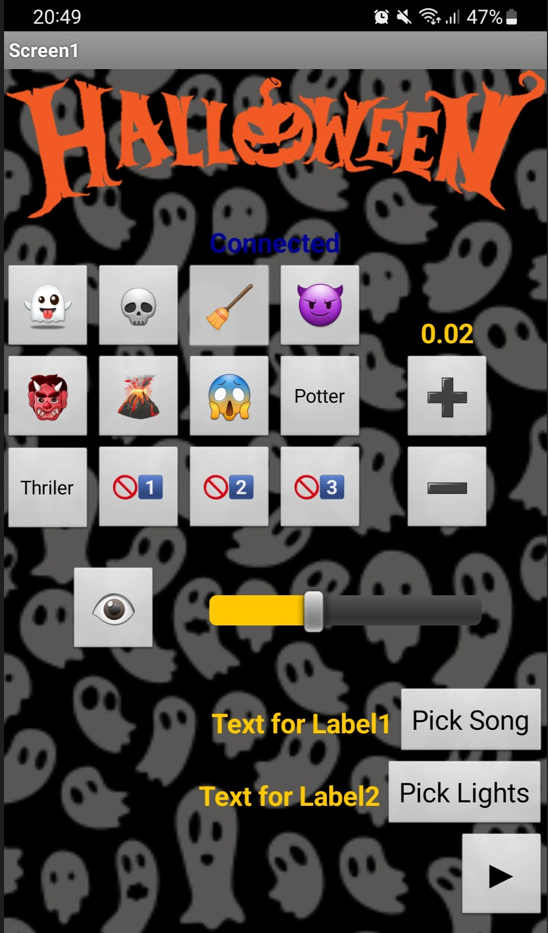 20:49 47%
Screen1
HALLOWEEN
Connected
0.02
Potter
Thriler 1 2 3
Text for Label1 Pick Song
Text for Label2 Pick Lights